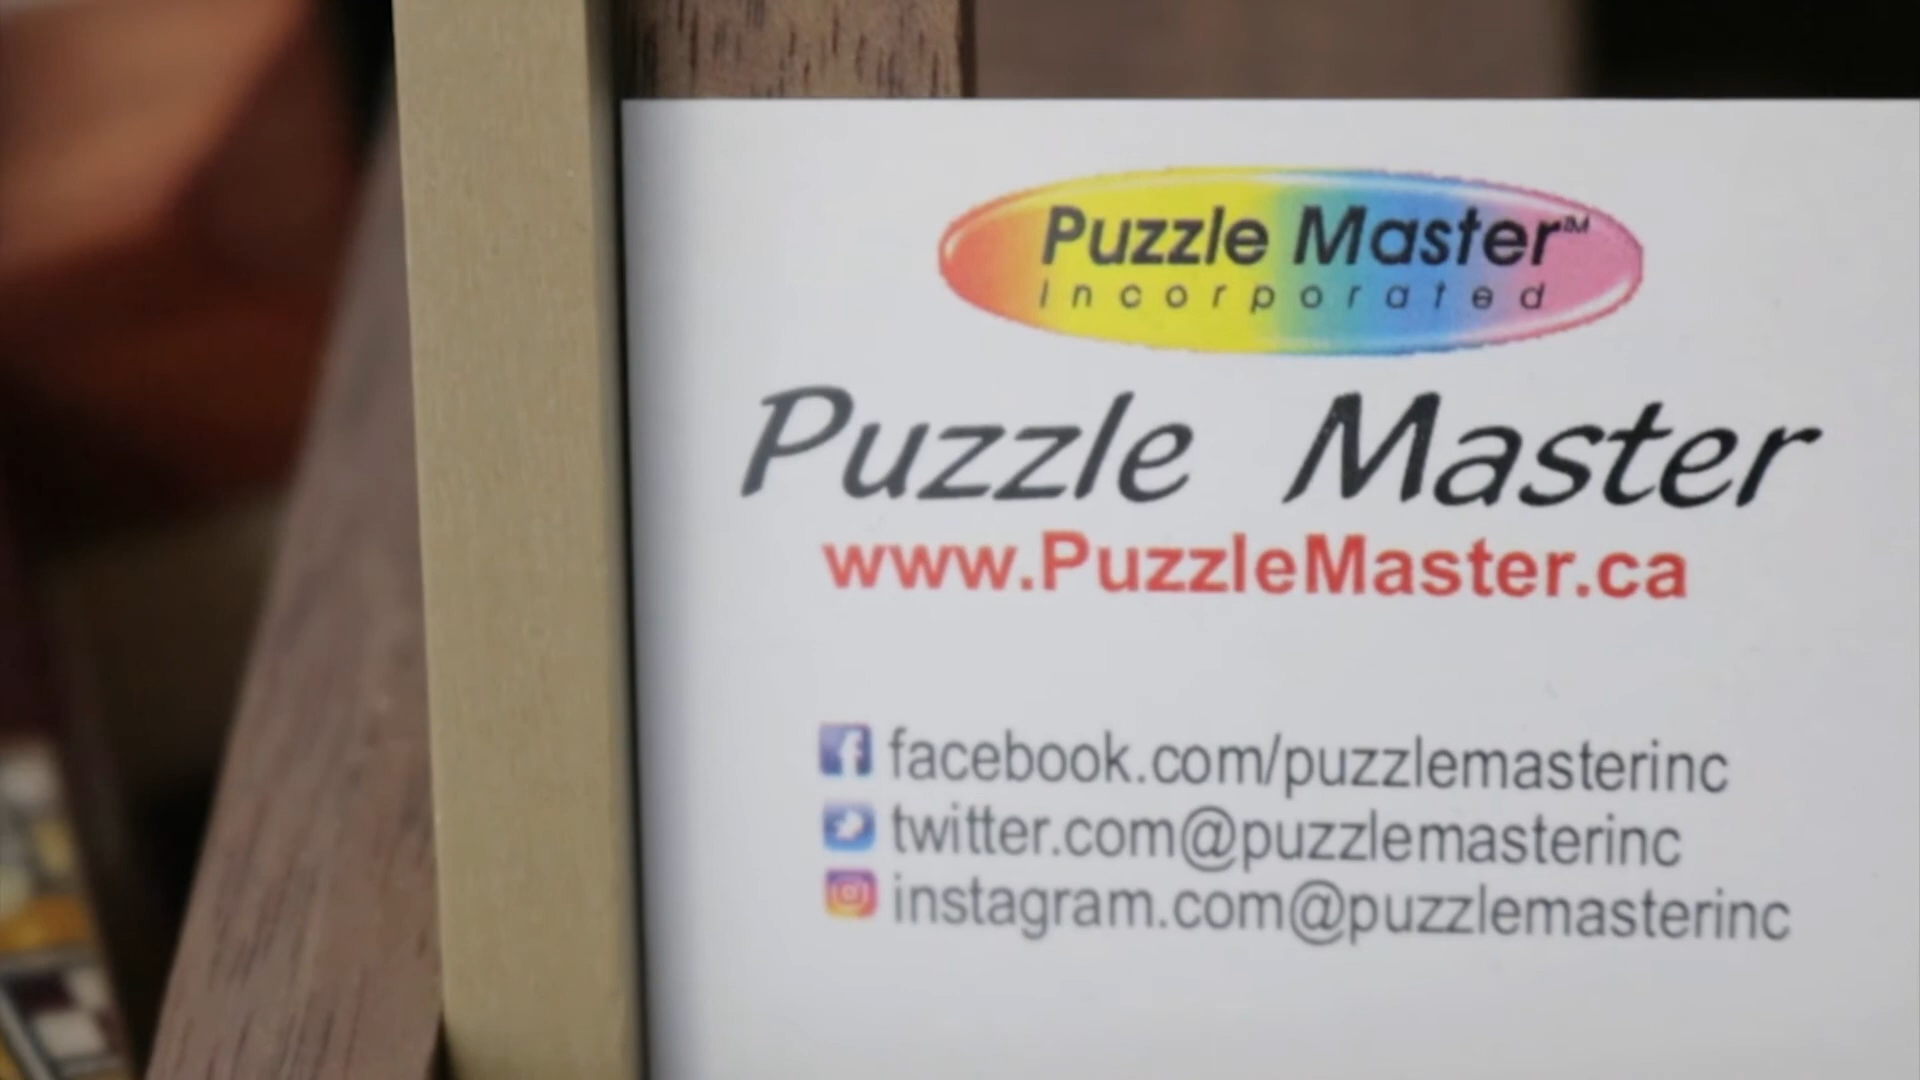 Puzzle Master™
Incorporated
Puzzle Master
www.PuzzleMaster.ca
facebook.com/puzzlemasterinc
twitter.com@puzzlemasterinc
instagram.com@puzzlemasterinc